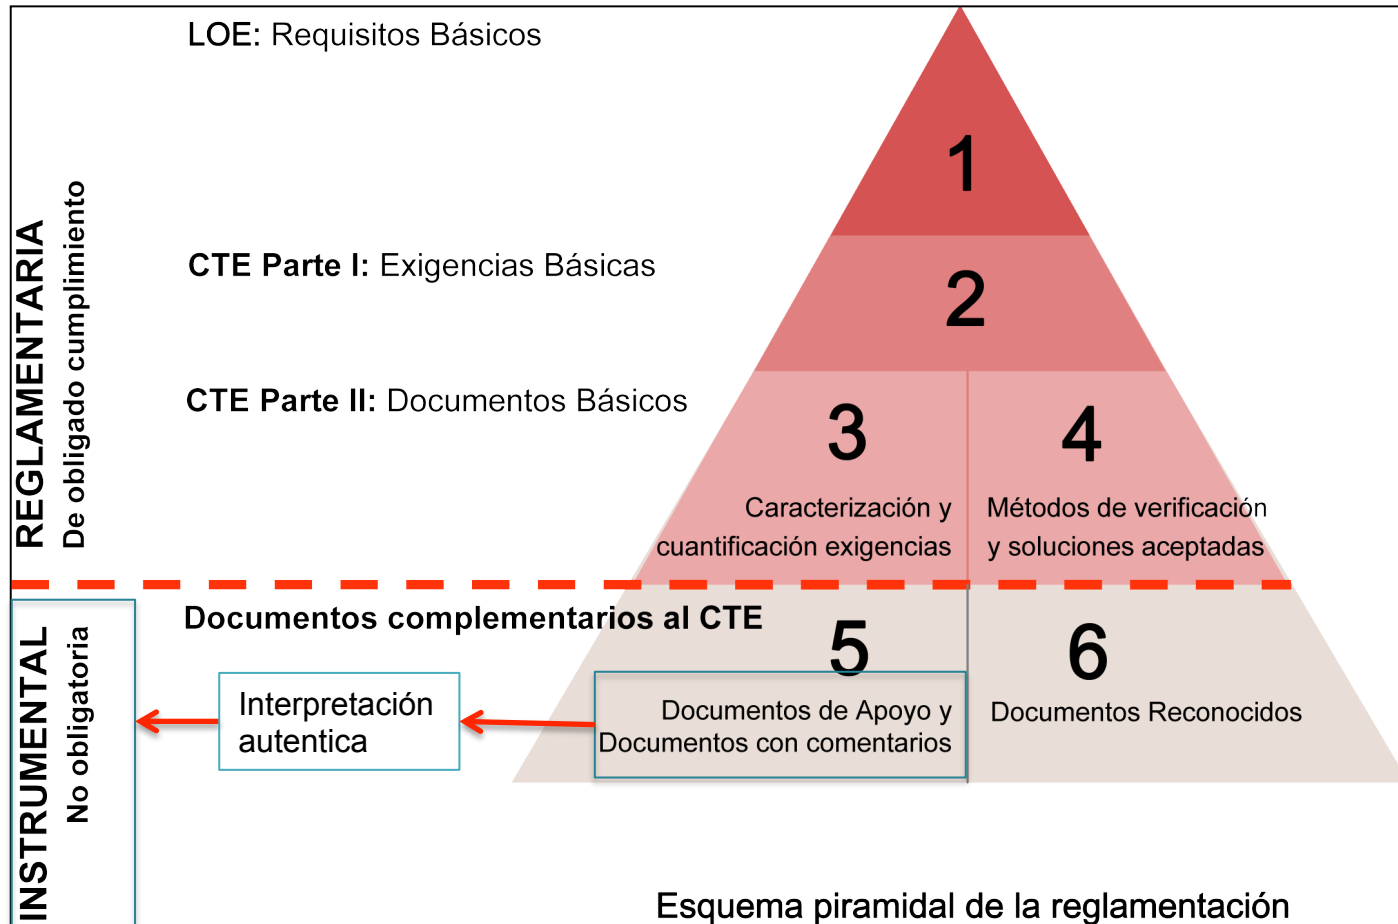 LOE: Requisitos Básicos
1
CTE Parte I: Exigencias Básicas
2
CTE Parte II: Documentos Básicos
3
4
Caracterización y
cuantificación exigencias
Métodos de verificación
y soluciones aceptadas
REGLAMENTARIA
De obligado cumplimiento
Documentos complementarios al CTE
5
6
Documentos de Apoyo y
Documentos con comentarios
Documentos Reconocidos
Interpretación
autentica
INSTRUMENTAL
No obligatoria
Esquema piramidal de la reglamentación